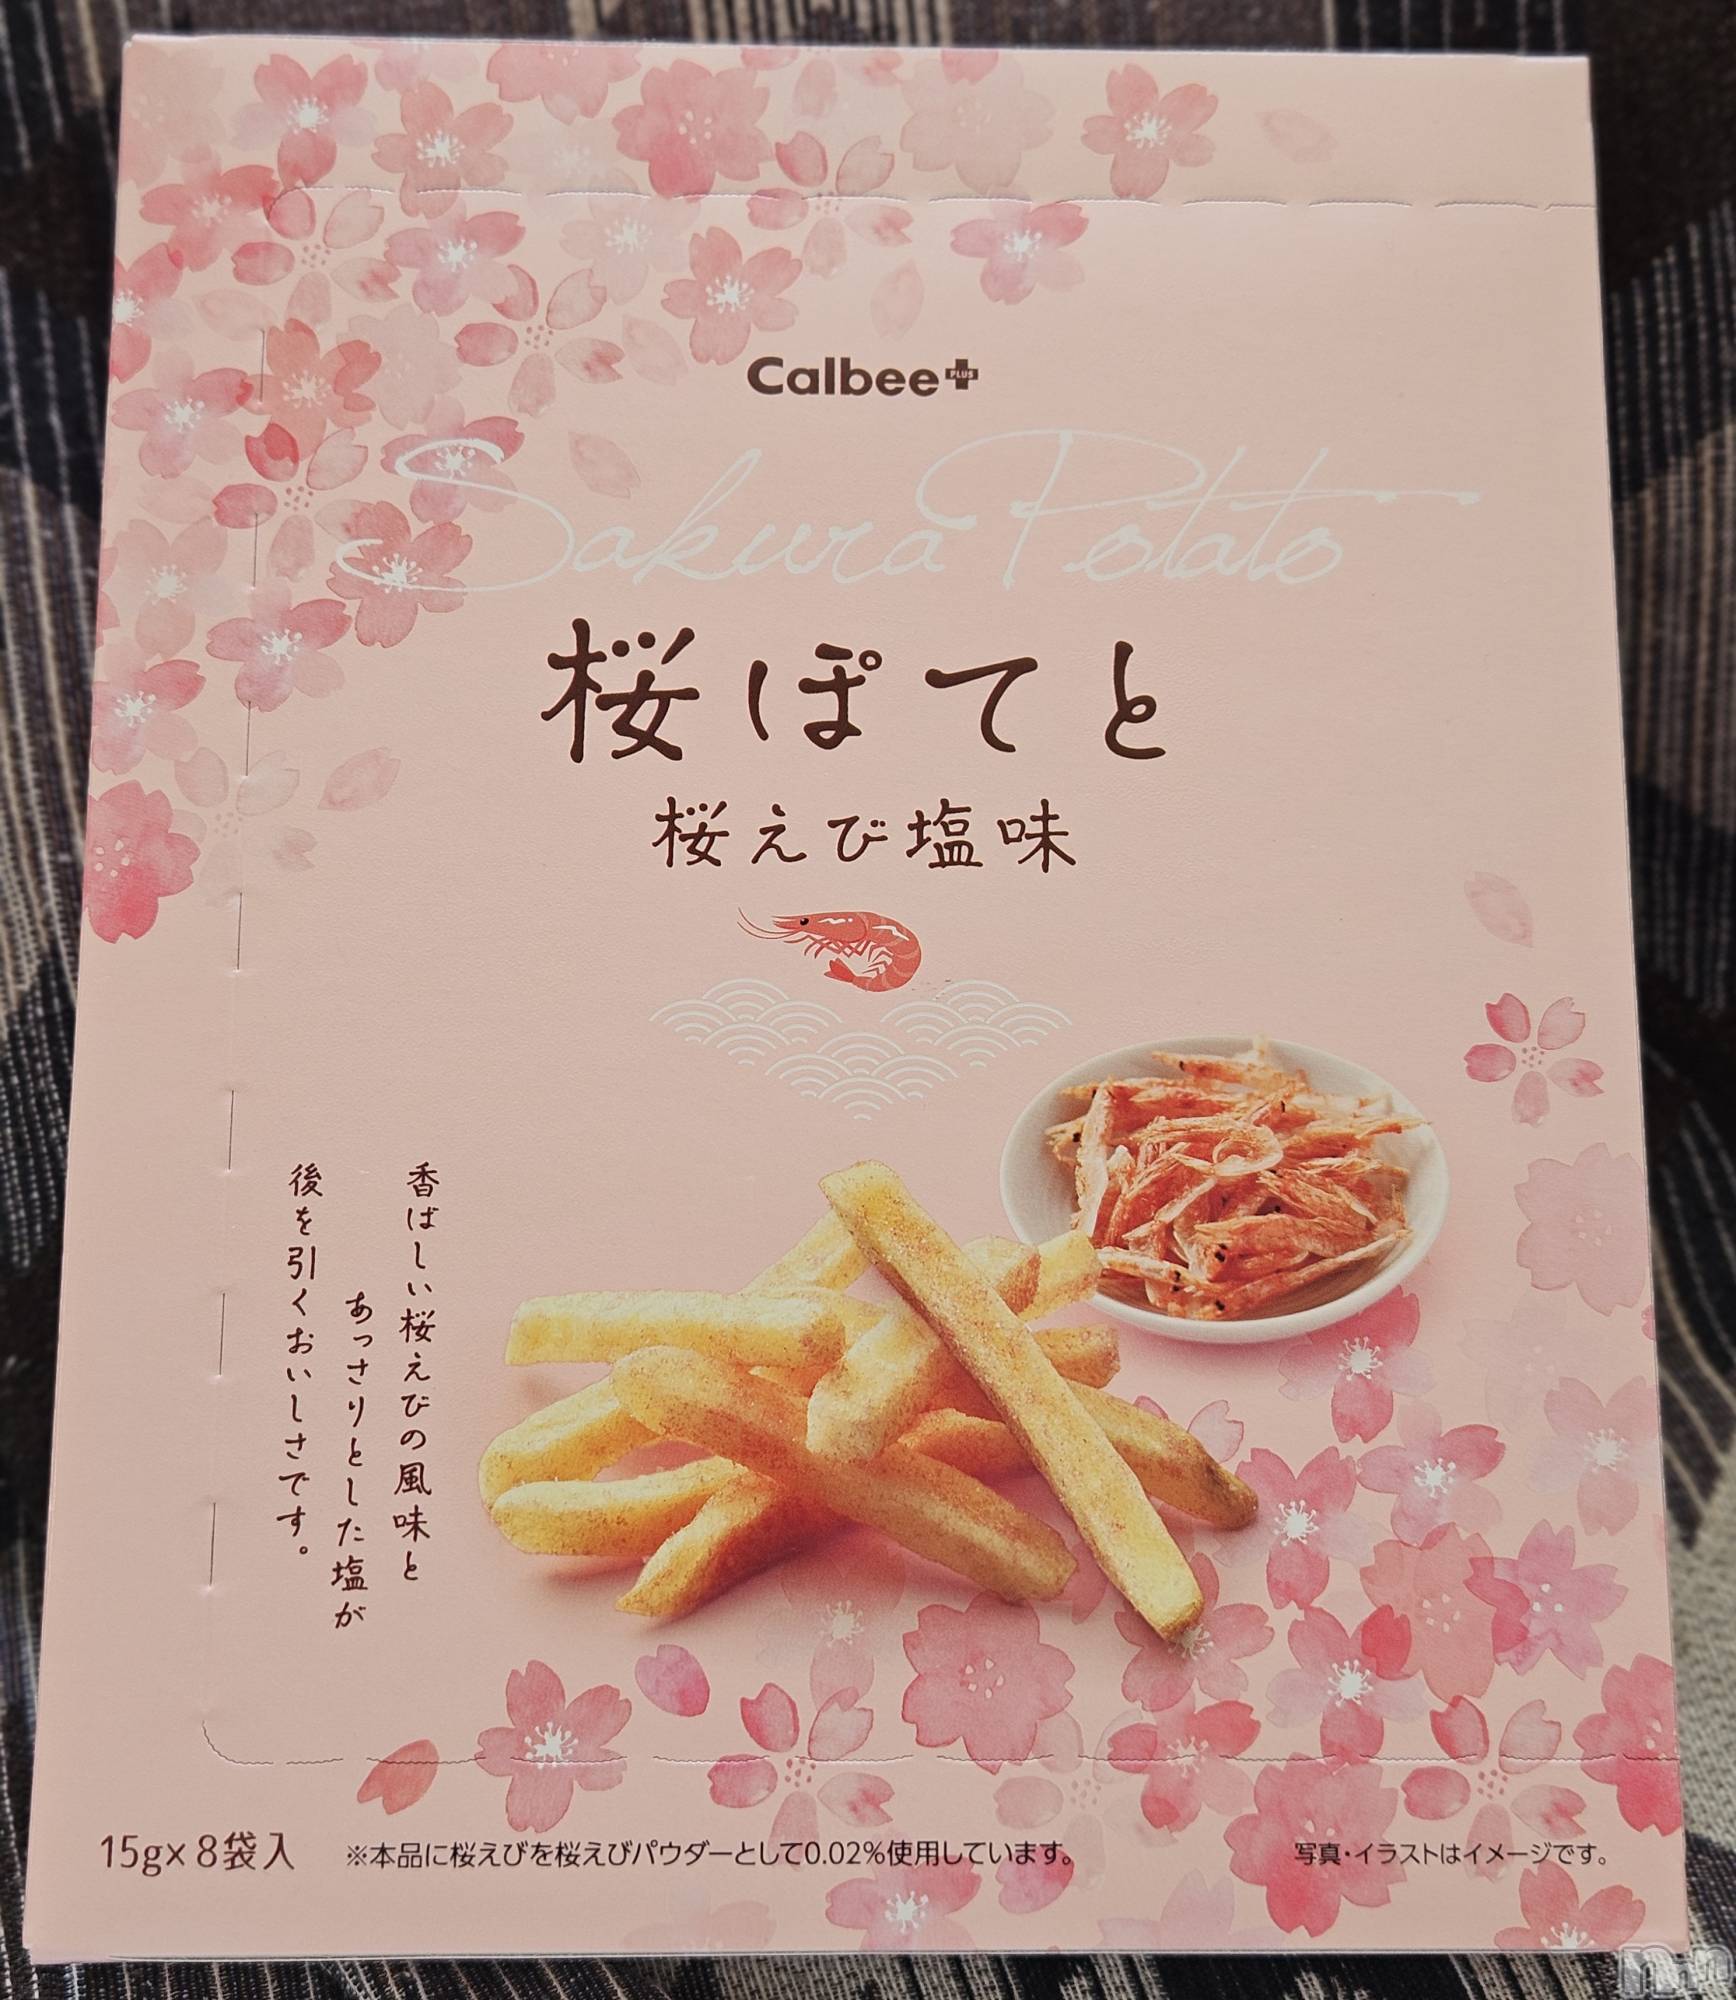 Calbee PLUS
Sakura Potato
桜ぽてと
桜えび塩味
香ばしい桜えびの風味と
あっさりとした塩が
後を引くおいしさです。
15g×8袋入
※本品に桜えびを桜えびパウダーとして0.02%使用しています。
写真・イラストはイメージです。